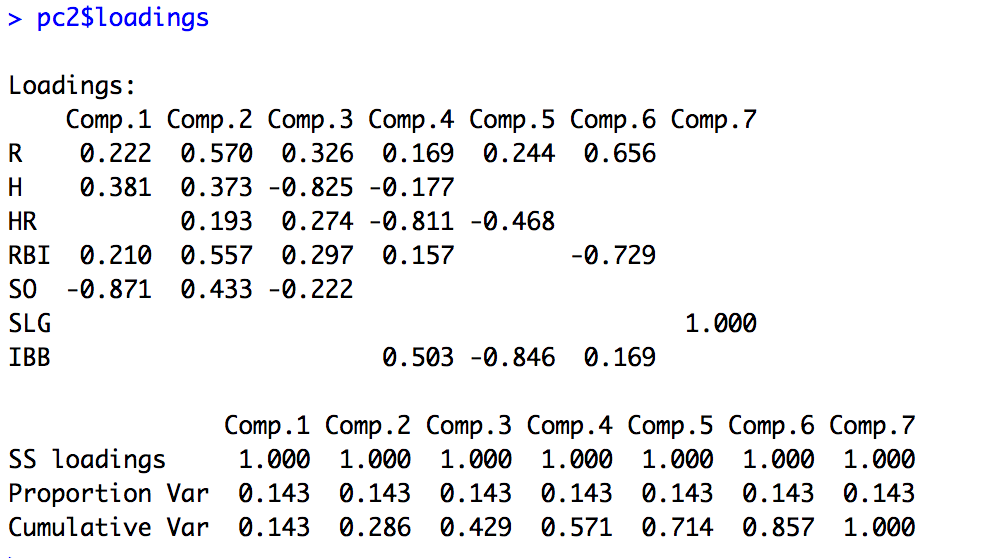 > pc2$loadings
Loadings:
    Comp.1 Comp.2 Comp.3 Comp.4 Comp.5 Comp.6 Comp.7
R    0.222  0.570  0.326  0.169  0.244  0.656
H    0.381  0.373 -0.825 -0.177
HR          0.193  0.274 -0.811 -0.468
RBI  0.210  0.557  0.297  0.157        -0.729
SO  -0.871  0.433 -0.222
SLG                                            1.000
IBB                       0.503 -0.846  0.169
               Comp.1 Comp.2 Comp.3 Comp.4 Comp.5 Comp.6 Comp.7
SS loadings     1.000  1.000  1.000  1.000  1.000  1.000  1.000
Proportion Var  0.143  0.143  0.143  0.143  0.143  0.143  0.143
Cumulative Var  0.143  0.286  0.429  0.571  0.714  0.857  1.000